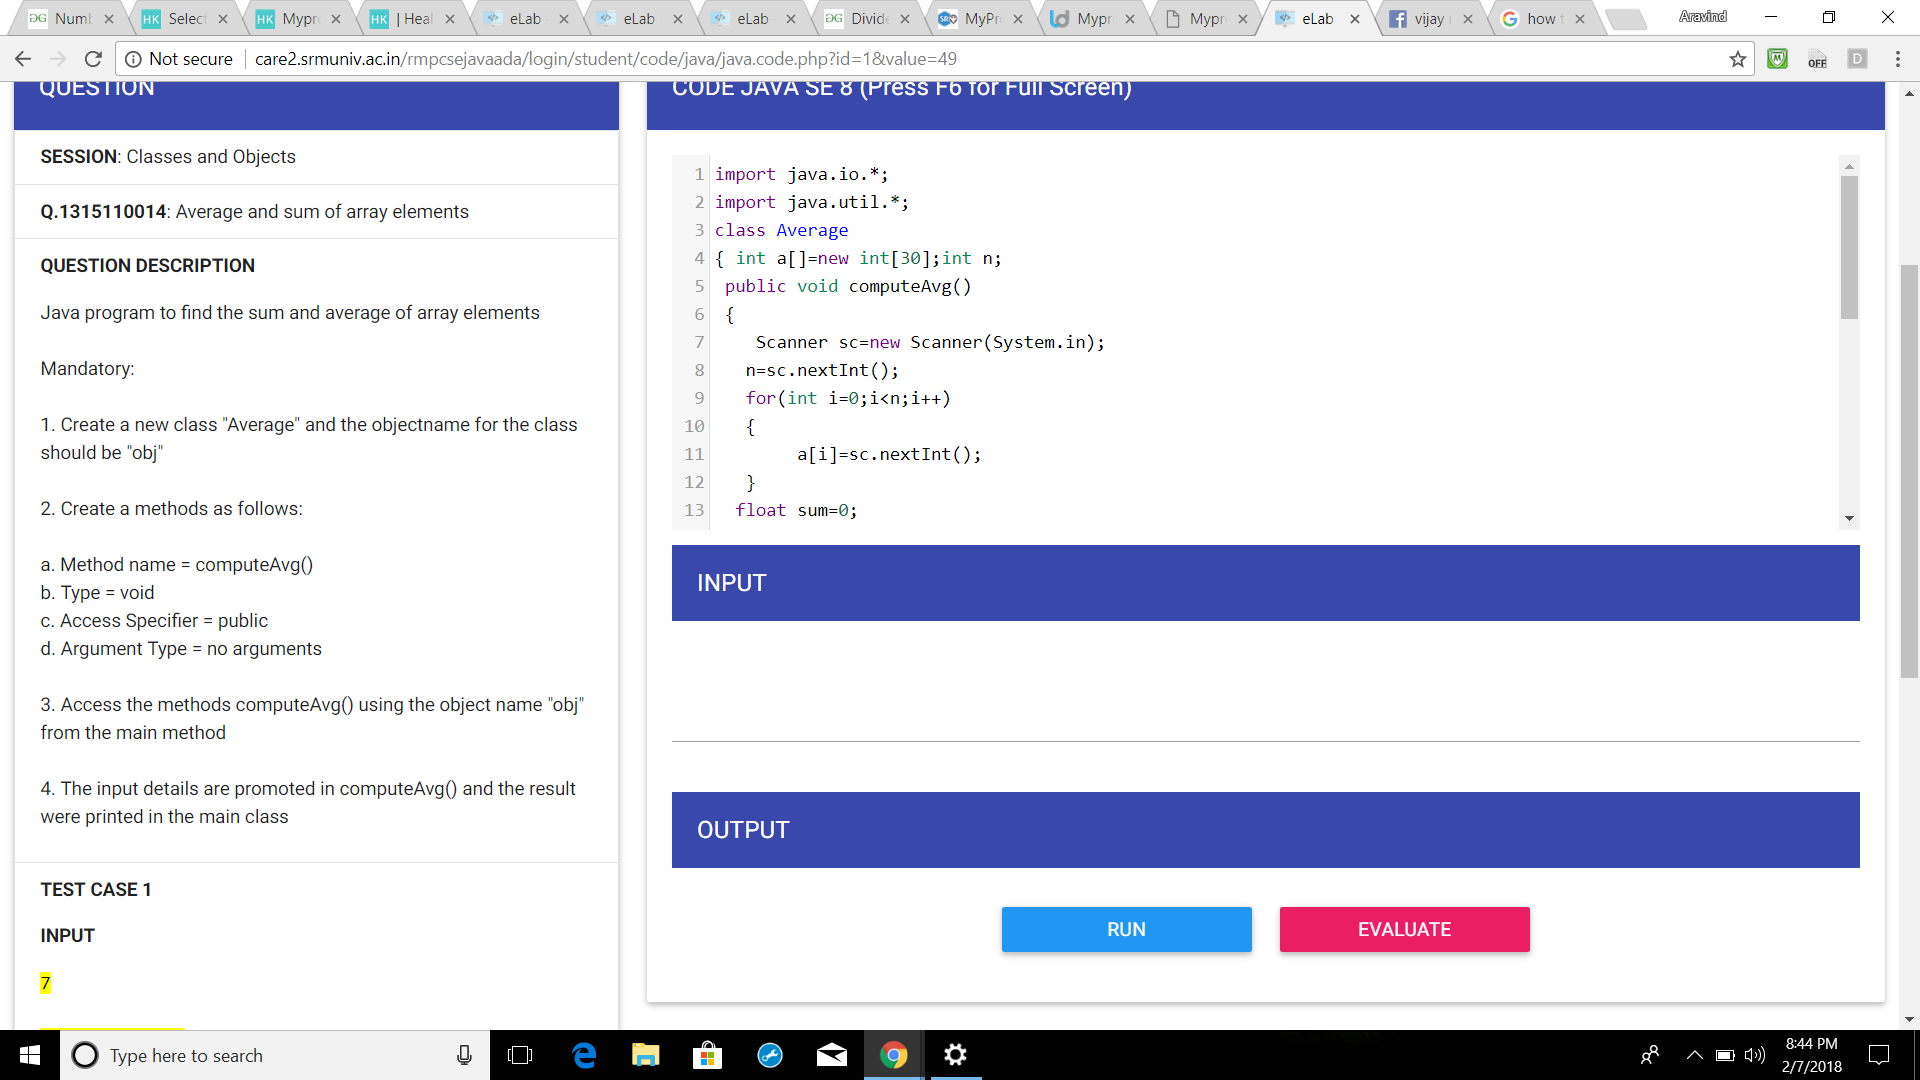 Numb
Selec
Mypr
| Heal
eLab
eLab
eLab
Divide
MyPr
Mypr
Mypr
eLab
vijay
how t
Aravind
Not secure
care2.srmuniv.ac.in/rmpcsejavaada/login/student/code/java/java.code.php?id=1&value=49
OFF
D
QUESTION
SESSION: Classes and Objects
Q.1315110014: Average and sum of array elements
QUESTION DESCRIPTION
Java program to find the sum and average of array elements
Mandatory:
1. Create a new class "Average" and the objectname for the class
should be "obj"
2. Create a methods as follows:
a. Method name = computeAvg()
b. Type = void
c. Access Specifier = public
d. Argument Type = no arguments
3. Access the methods computeAvg() using the object name "obj"
from the main method
4. The input details are promoted in computeAvg() and the result
were printed in the main class
TEST CASE 1
INPUT
7
CODE JAVA SE 8 (Press F6 for Full Screen)
1 import java.io.*;
2 import java.util.*;
3 class Average
4 { int a[]=new int[30];int n;
5 public void computeAvg()
6 {
7 Scanner sc=new Scanner(System.in);
8 n=sc.nextInt();
9 for(int i=0;i<n;i++)
10 {
11 a[i]=sc.nextInt();
12 }
13 float sum=0;
INPUT
OUTPUT
RUN
EVALUATE
Type here to search
8:44 PM
2/7/2018